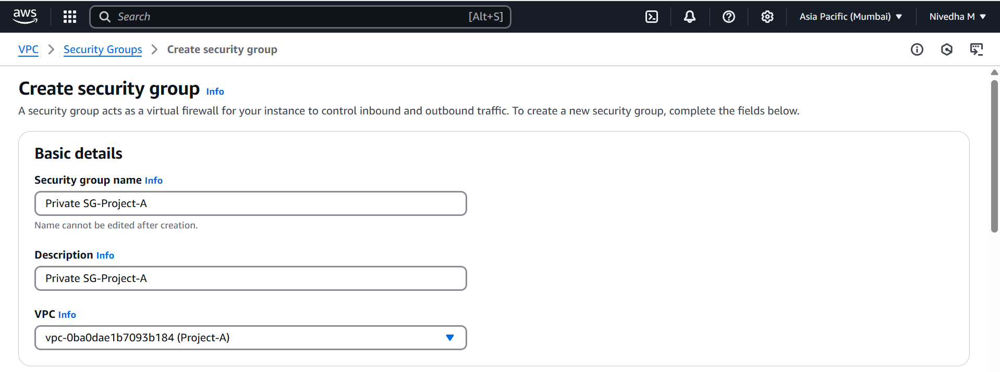 aws Search [Alt+S] Asia Pacific (Mumbai) Nivedha M
VPC Security Groups Create security group
Create security group Info
A security group acts as a virtual firewall for your instance to control inbound and outbound traffic. To create a new security group, complete the fields below.
Basic details
Security group name Info
Private SG-Project-A
Name cannot be edited after creation.
Description Info
Private SG-Project-A
VPC Info
vpc-0ba0dae1b7093b184 (Project-A)